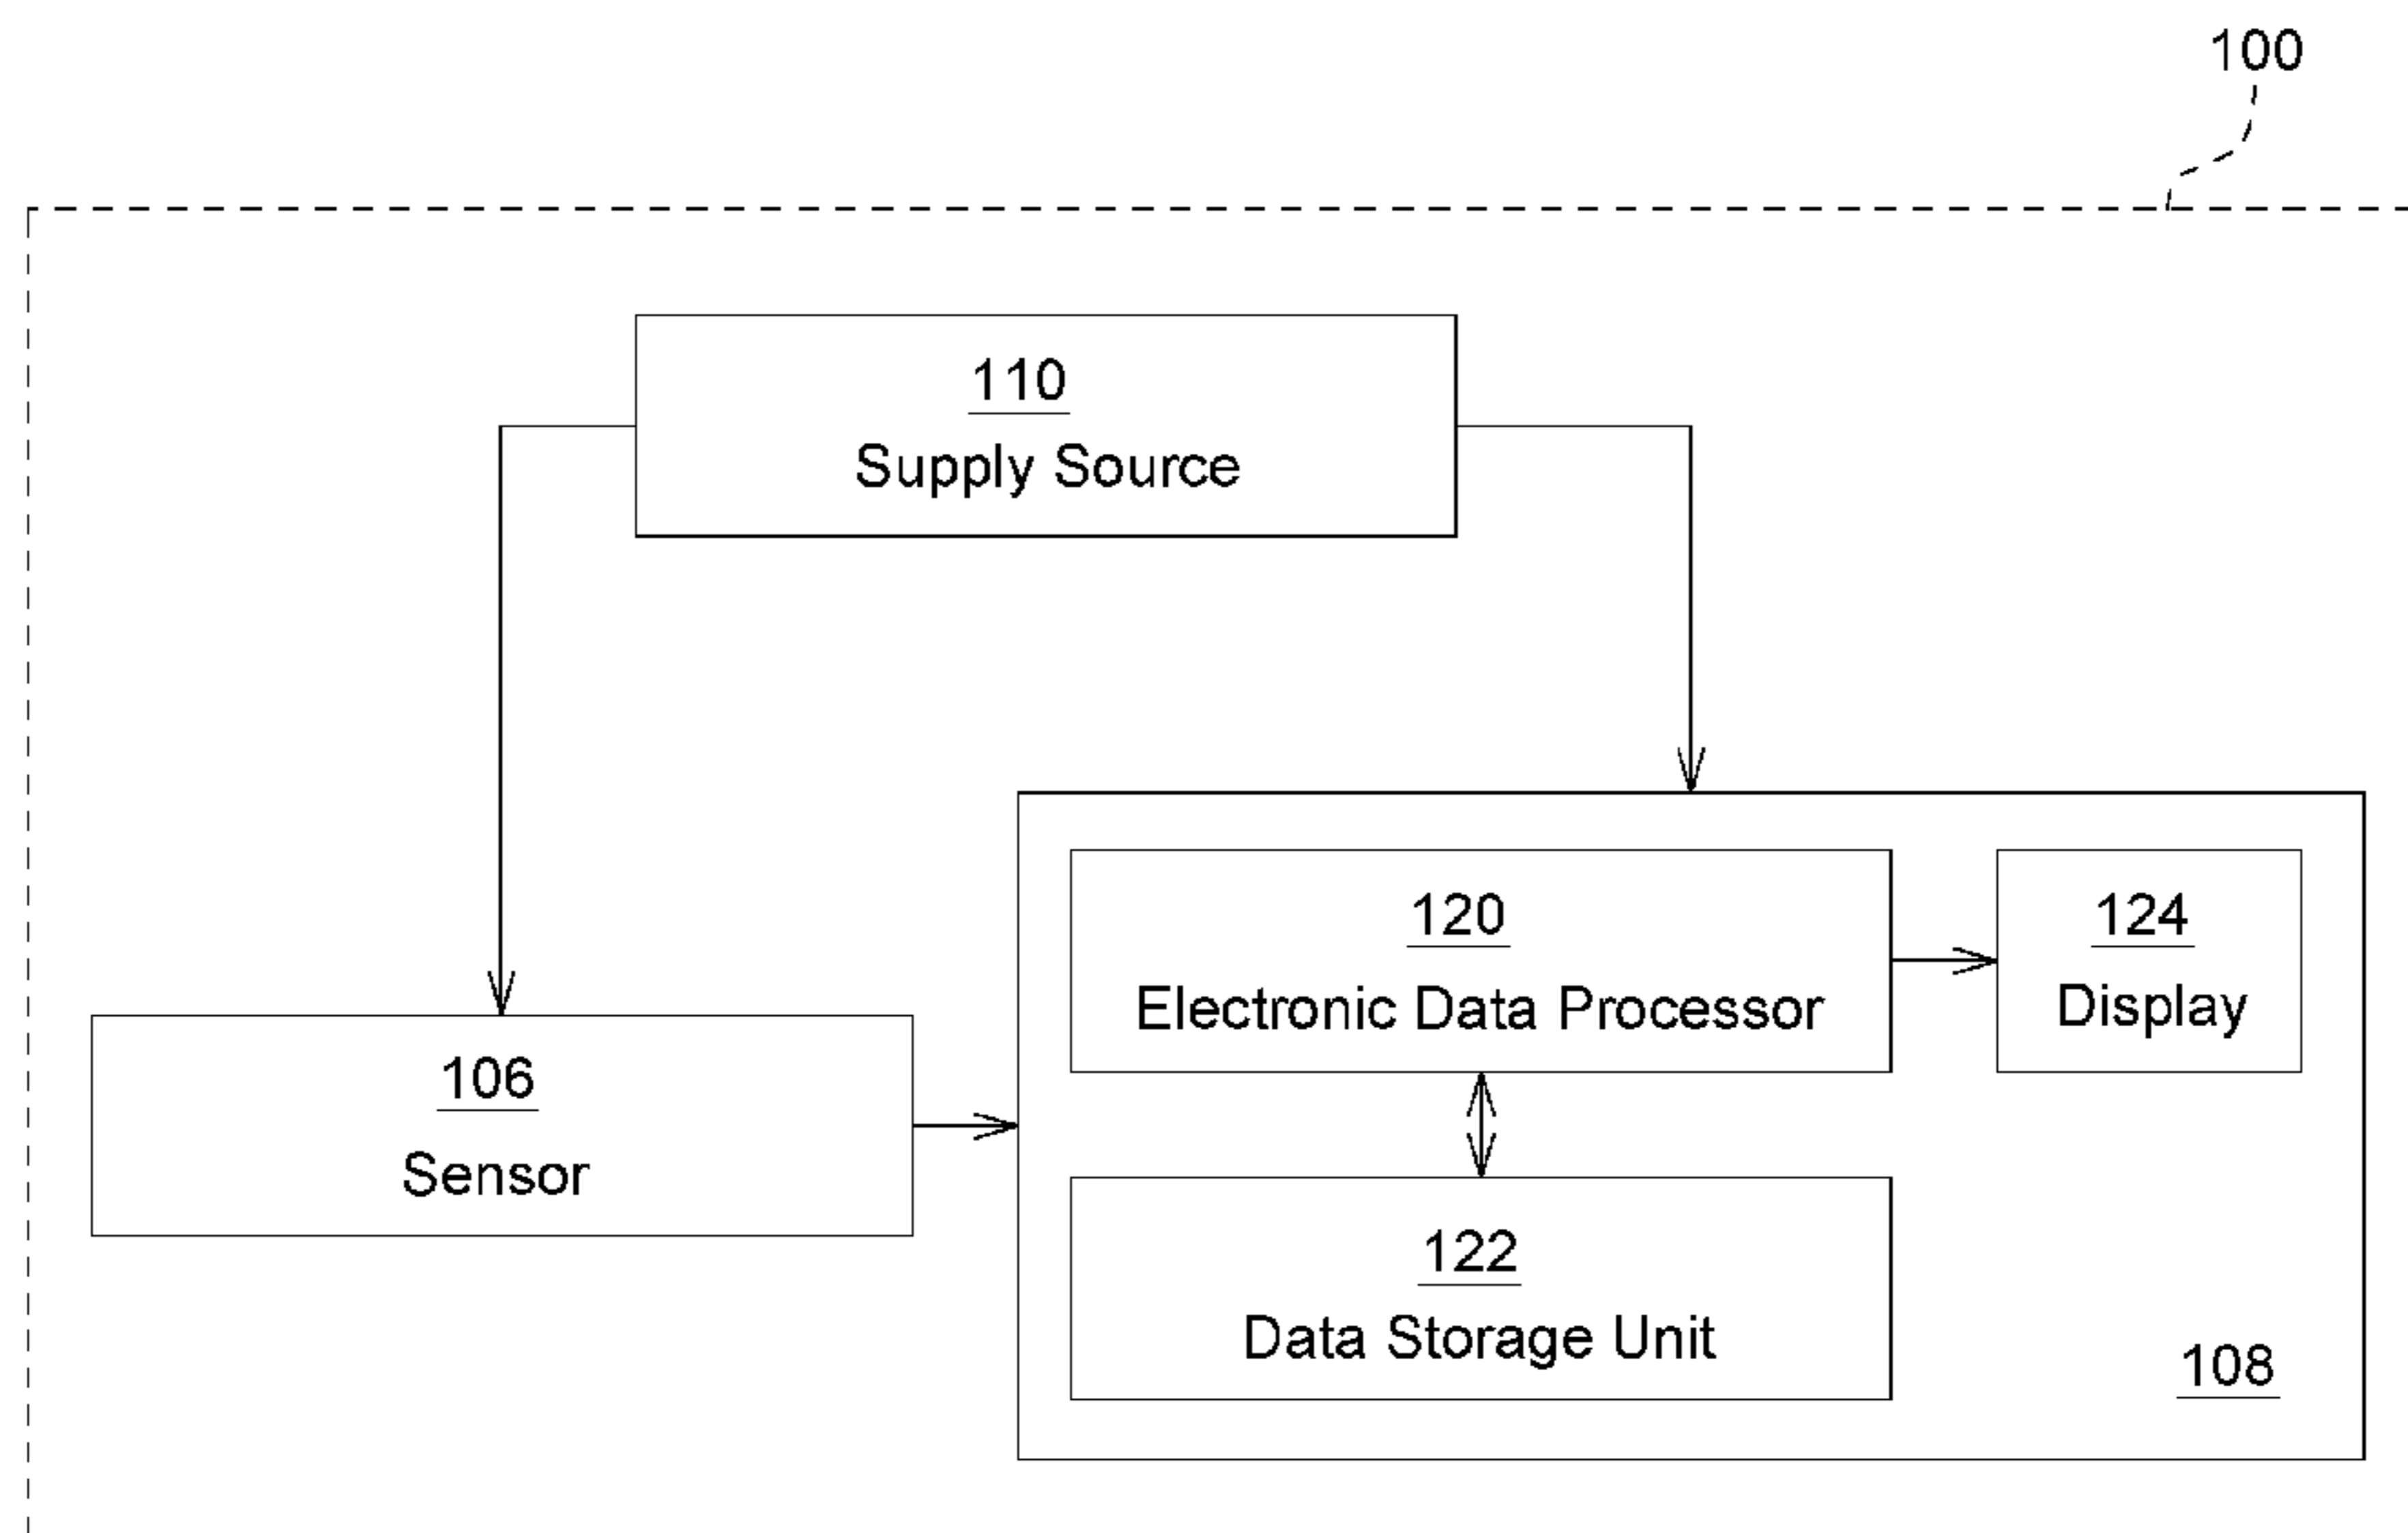 100
110
Supply Source
120
Electronic Data Processor
124
Display
106
Sensor
122
Data Storage Unit
108